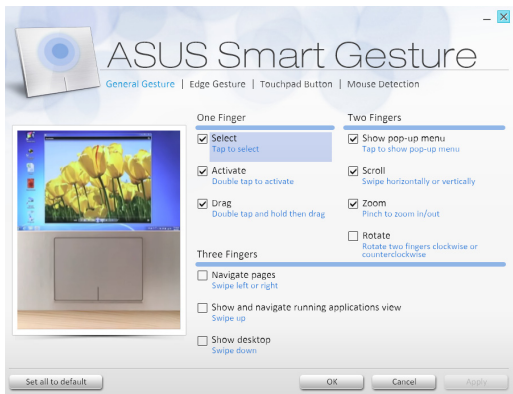 ASUS Smart Gesture
General Gesture | Edge Gesture | Touchpad Button | Mouse Detection
One Finger
Select
Tap to select
Activate
Double tap to activate
Drag
Double tap and hold then drag
Two Fingers
Show pop-up menu
Tap to show pop-up menu
Scroll
Swipe horizontally or vertically
Zoom
Pinch to zoom in/out
Rotate
Rotate two fingers clockwise or
counterclockwise
Three Fingers
Navigate pages
Swipe left or right
Show and navigate running applications view
Swipe up
Show desktop
Swipe down
Set all to default
OK
Cancel
Apply